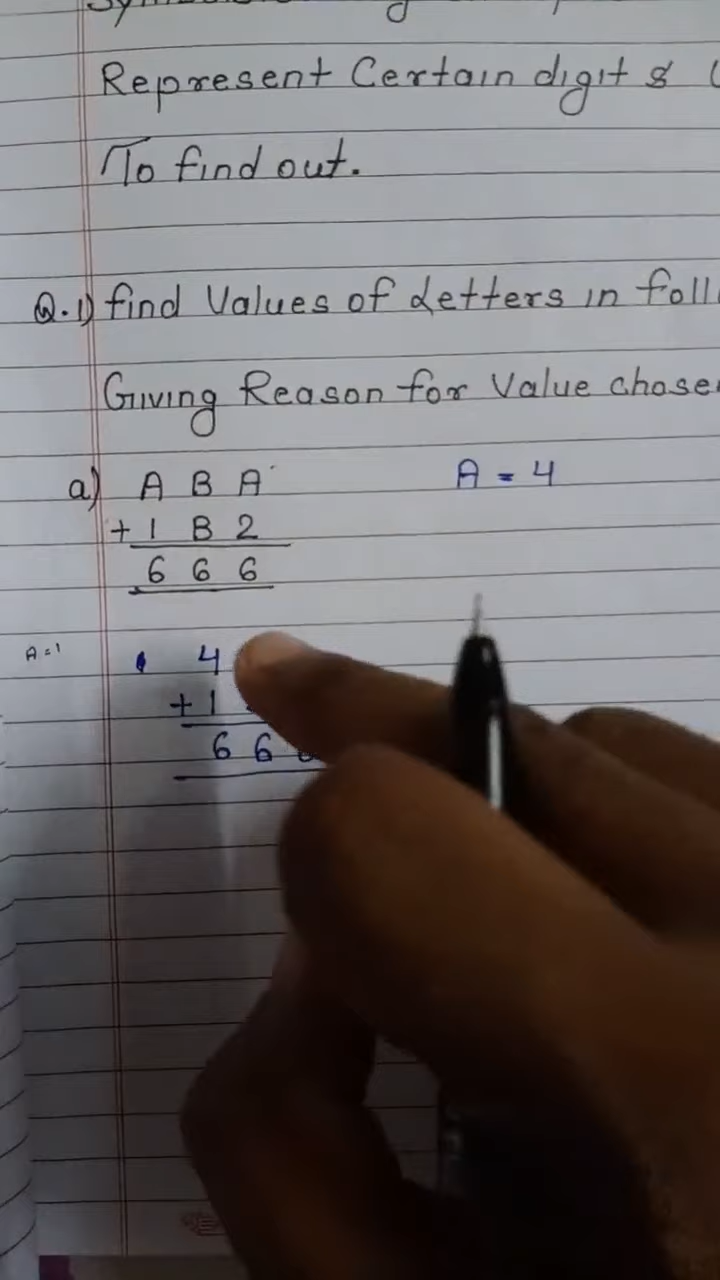 Represent Certain digit &
To find out.
Q.1) find Values of Letters in foll
Giving Reason for Value chosen
a) A B A A = 4
+ 1 B 2
6 6 6
A = 1 4
+ 1
6 6